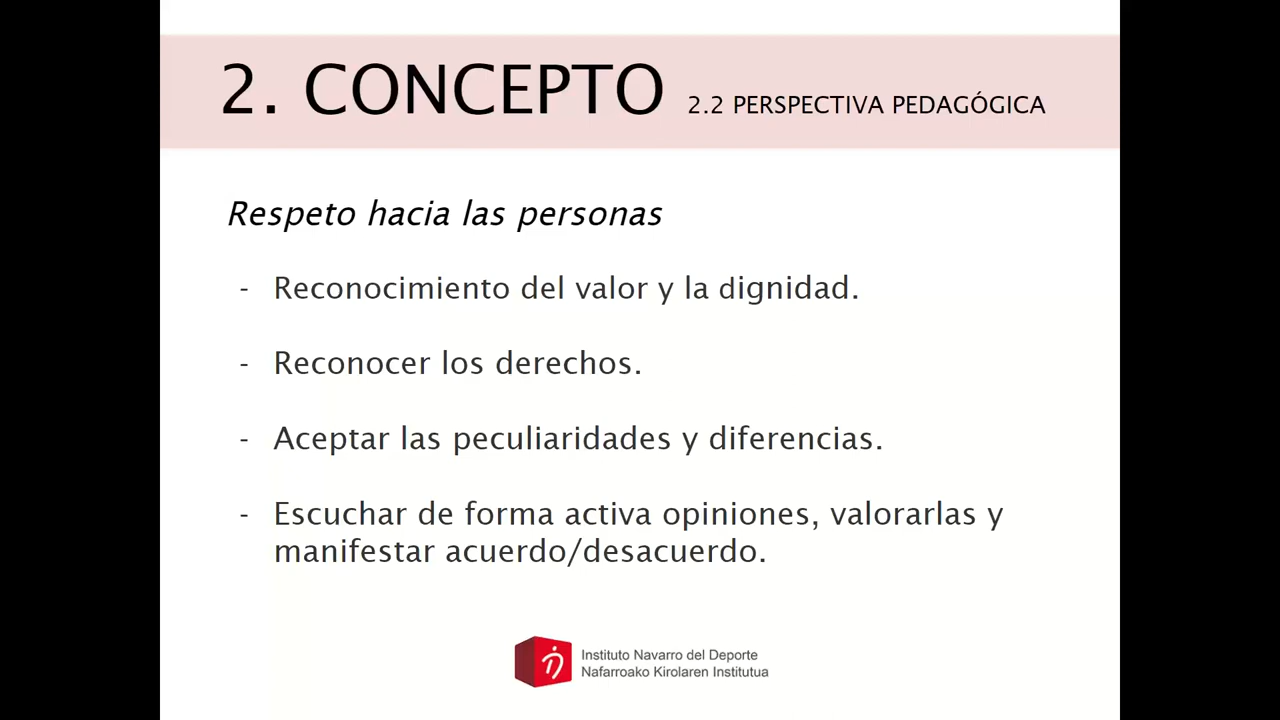 2. CONCEPTO 2.2 PERSPECTIVA PEDAGÓGICA
Respeto hacia las personas
- Reconocimiento del valor y la dignidad.
- Reconocer los derechos.
- Aceptar las peculiaridades y diferencias.
- Escuchar de forma activa opiniones, valorarlas y
manifestar acuerdo/desacuerdo.
Instituto Navarro del Deporte
Nafarroako Kirolaren Institutua